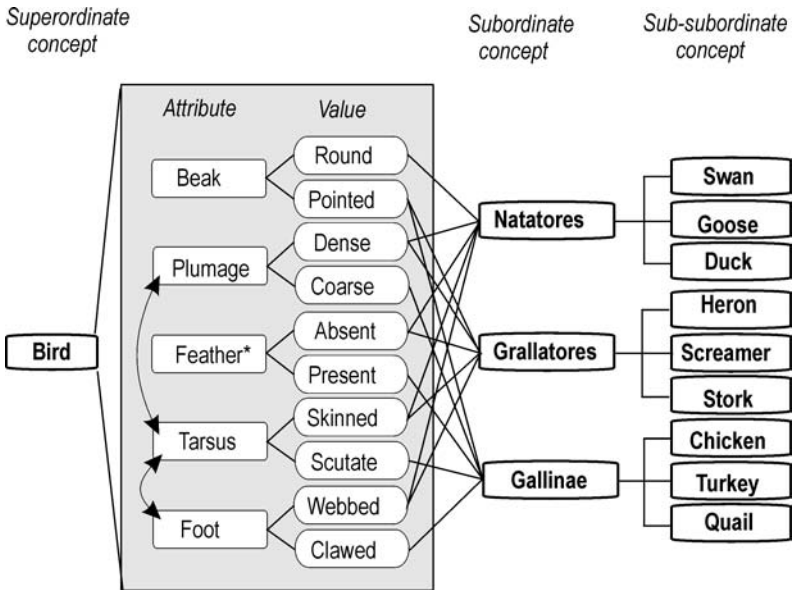 Superordinate
concept
Subordinate
concept
Sub-subordinate
concept
Attribute
Value
Bird
Beak
Round
Pointed
Plumage
Dense
Coarse
Feather*
Absent
Present
Tarsus
Skinned
Scutate
Foot
Webbed
Clawed
Natatores
Grallatores
Gallinae
Swan
Goose
Duck
Heron
Screamer
Stork
Chicken
Turkey
Quail